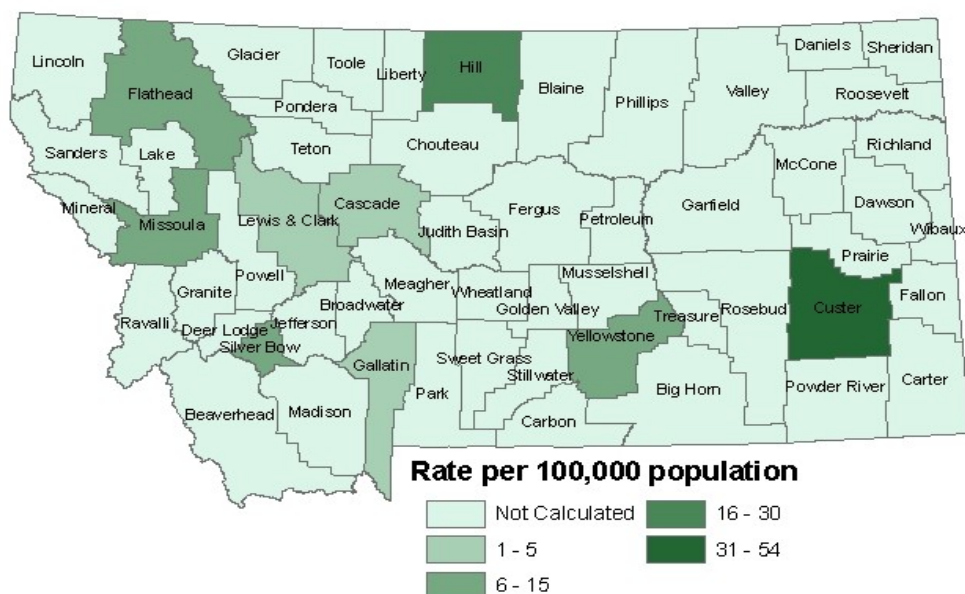 Lincoln
Flathead
Glacier
Toole
Liberty
Hill
Blaine
Phillips
Valley
Daniels
Sheridan
Roosevelt
Pondera
Teton
Chouteau
Sanders
Lake
Mineral
Missoula
Lewis & Clark
Cascade
Judith Basin
Fergus
Petroleum
Garfield
McCone
Richland
Dawson
Wibaux
Prairie
Powell
Granite
Ravalli
Deer Lodge
Silver Bow
Jefferson
Broadwater
Meagher
Wheatland
Golden Valley
Musselshell
Yellowstone
Treasure
Rosebud
Custer
Fallon
Beaverhead
Madison
Gallatin
Park
Sweet Grass
Stillwater
Carbon
Big Horn
Powder River
Carter
Rate per 100,000 population
Not Calculated
1 - 5
6 - 15
16 - 30
31 - 54